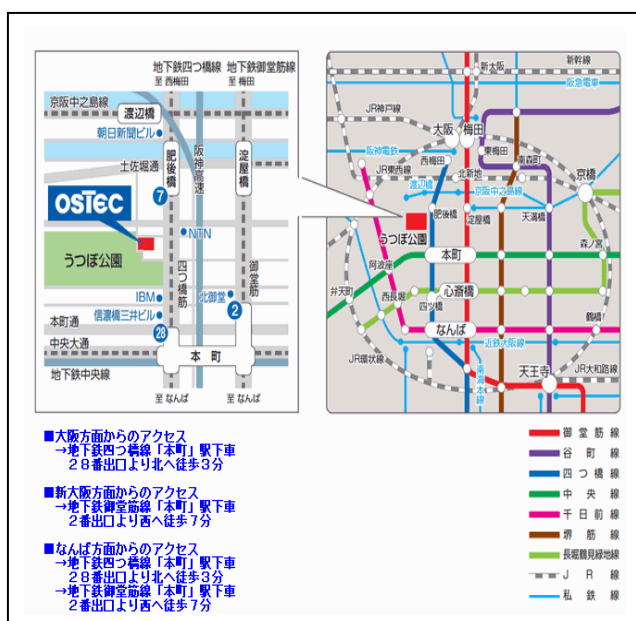 地下鉄四つ橋線
至 西梅田
地下鉄御堂筋線
至 梅田
京阪中之島線
渡辺橋
朝日新聞ビル
肥後橋
阪神高速
淀屋橋
土佐堀通
7
OSTEC
NTN
うつぼ公園
四つ橋筋
御堂筋
IBM
北御堂
2
信濃橋三井ビル
本町通
28
中央大通
本町
地下鉄中央線
至 なんば
至 なんば
新大阪
新幹線
阪急電車
JR神戸線
大阪
梅田
阪神電鉄
西梅田
東梅田
南森町
JR東西線
北新地
京橋
渡辺橋
京阪中之島線
肥後橋
淀屋橋
天満橋
うつぼ公園
森ノ宮
本町
阿波座
弁天町
心斎橋
西長堀
四ツ橋
なんば
鶴橋
近鉄大阪線
JR環状線
南海本線
天王寺
JR大和路線
■大阪方面からのアクセス
→地下鉄四つ橋線「本町」駅下車
28番出口より北へ徒歩3分
■新大阪方面からのアクセス
→地下鉄御堂筋線「本町」駅下車
2番出口より西へ徒歩7分
■なんば方面からのアクセス
→地下鉄四つ橋線「本町」駅下車
28番出口より北へ徒歩3分
→地下鉄御堂筋線「本町」駅下車
2番出口より西へ徒歩7分
御堂筋線
谷町線
四つ橋線
中央線
千日前線
堺筋線
長堀鶴見緑地線
JR線
私鉄線